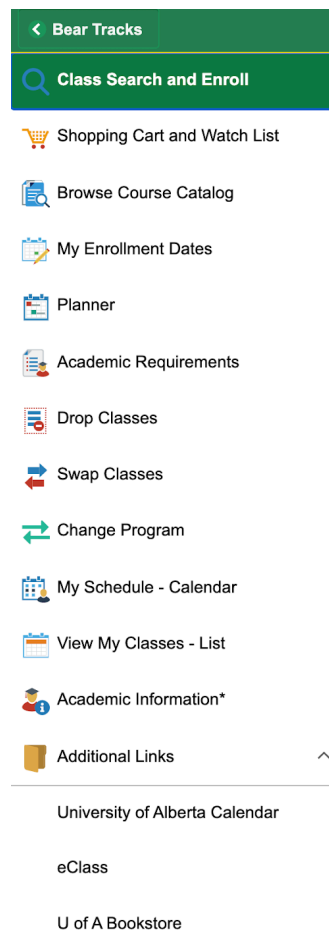 Bear Tracks
Class Search and Enroll
Shopping Cart and Watch List
Browse Course Catalog
My Enrollment Dates
Planner
Academic Requirements
Drop Classes
Swap Classes
Change Program
My Schedule - Calendar
View My Classes - List
Academic Information*
Additional Links
University of Alberta Calendar
eClass
U of A Bookstore